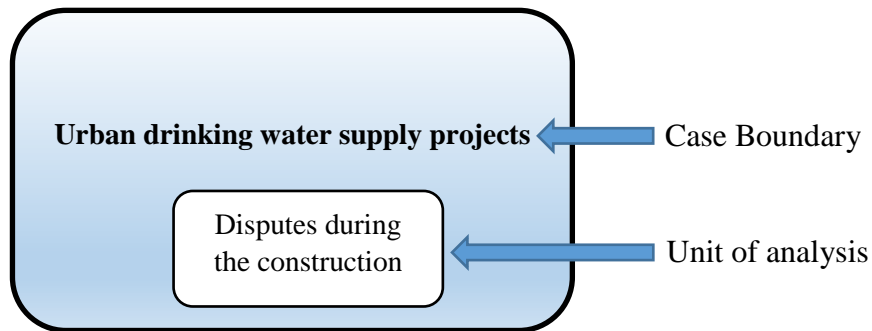 Urban drinking water supply projects
Case Boundary
Disputes during
the construction
Unit of analysis